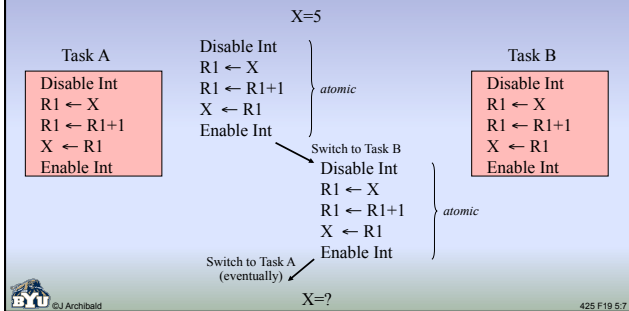 X=5
Task A
Disable Int
R1 ← X
R1 ← R1+1
X ← R1
Enable Int
Disable Int
R1 ← X
R1 ← R1+1
X ← R1
Enable Int
atomic
Task B
Disable Int
R1 ← X
R1 ← R1+1
X ← R1
Enable Int
Switch to Task B
Disable Int
R1 ← X
R1 ← R1+1
X ← R1
Enable Int
atomic
Switch to Task A
(eventually)
X=?
BYU ©J Archibald
425 F19 5:7